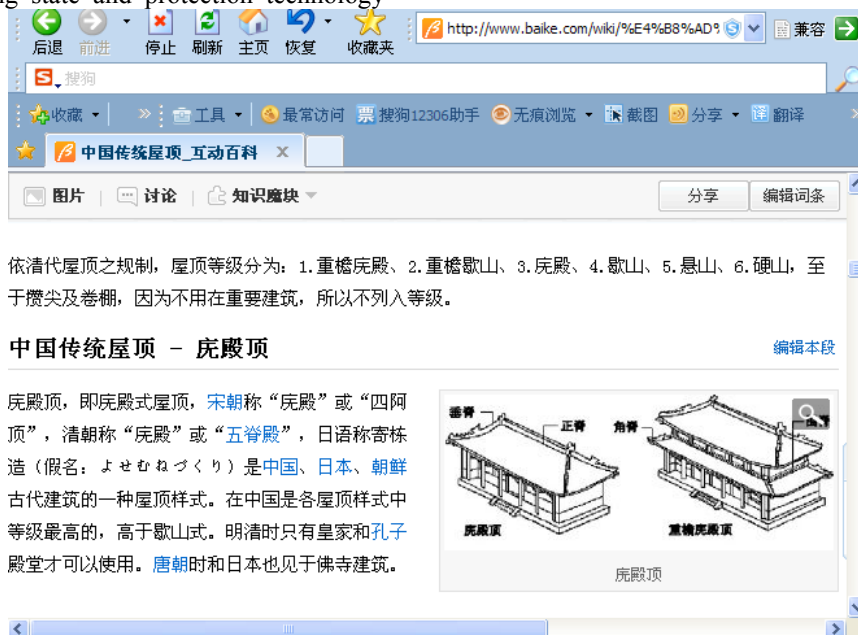 ng state and protection technology
后退 前进 停止 刷新 主页 恢复 收藏夹
http://www.baike.com/wiki/%E4%B8%AD%
兼容
搜狗
收藏 » 工具 最常访问 票 搜狗12306助手 无痕浏览 截图 分享 译 翻译 »
中国传统屋顶_互动百科 x
图片 | 讨论 | 知识魔块 分享 编辑词条
依清代屋顶之规制，屋顶等级分为：1.重檐庑殿、2.重檐歇山、3.庑殿、4.歇山、5.悬山、6.硬山，至
于攒尖及卷棚，因为不用在重要建筑，所以不列入等级。
中国传统屋顶 - 庑殿顶 编辑本段
庑殿顶，即庑殿式屋顶，宋朝称“庑殿”或“四阿
顶”，清朝称“庑殿”或“五脊殿”，日语称寄栋
造（假名：よせむねづくり）是中国、日本、朝鲜
古代建筑的一种屋顶样式。在中国是各屋顶样式中
等级最高的，高于歇山式。明清时只有皇家和孔子
殿堂才可以使用。唐朝时和日本也见于佛寺建筑。
垂脊 正脊 角脊
庑殿顶 重檐庑殿顶
庑殿顶